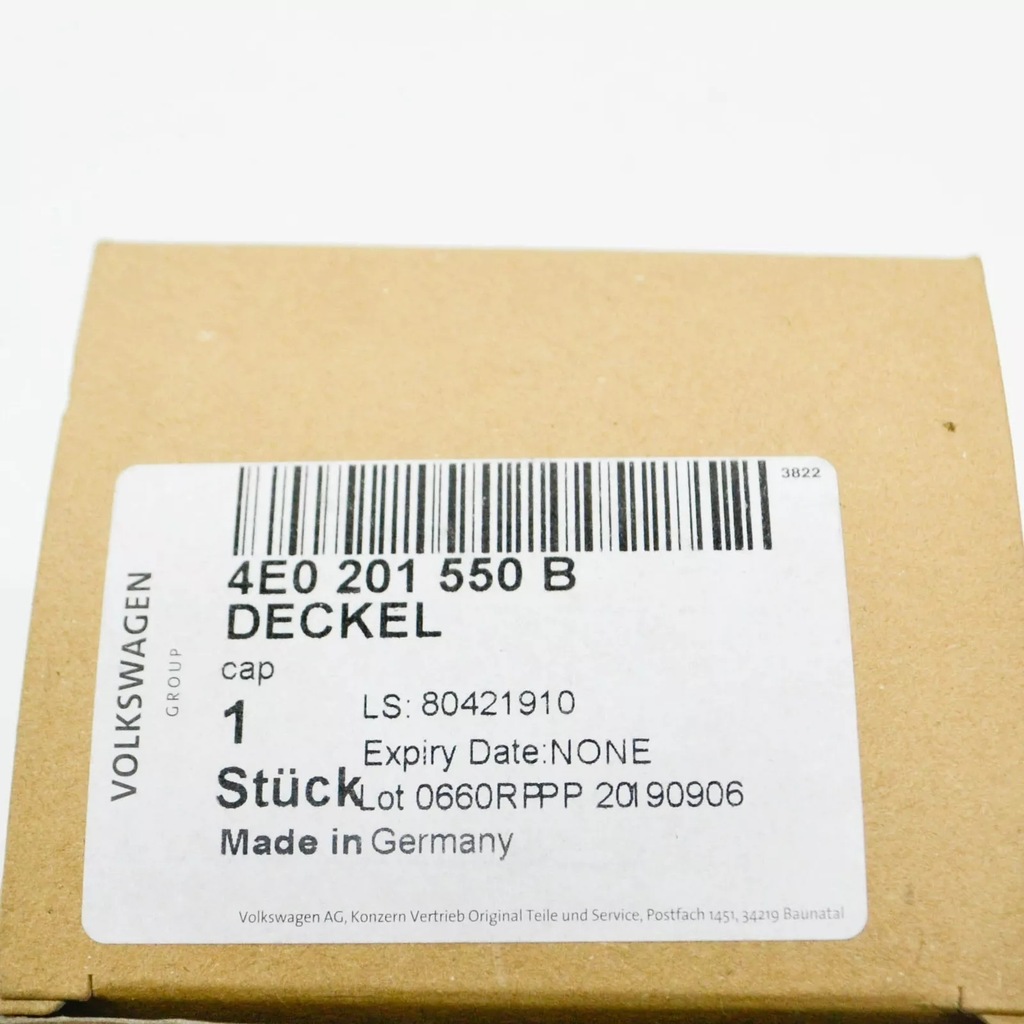 3822
4E0 201 550 B
DECKEL
cap
1
LS: 80421910
Expiry Date:NONE
Stück
Lot 0660RPPP 20190906
Made in Germany
Volkswagen AG, Konzern Vertrieb Original Teile und Service, Postfach 1451, 34219 Baunatal
VOLKSWAGEN
GROUP